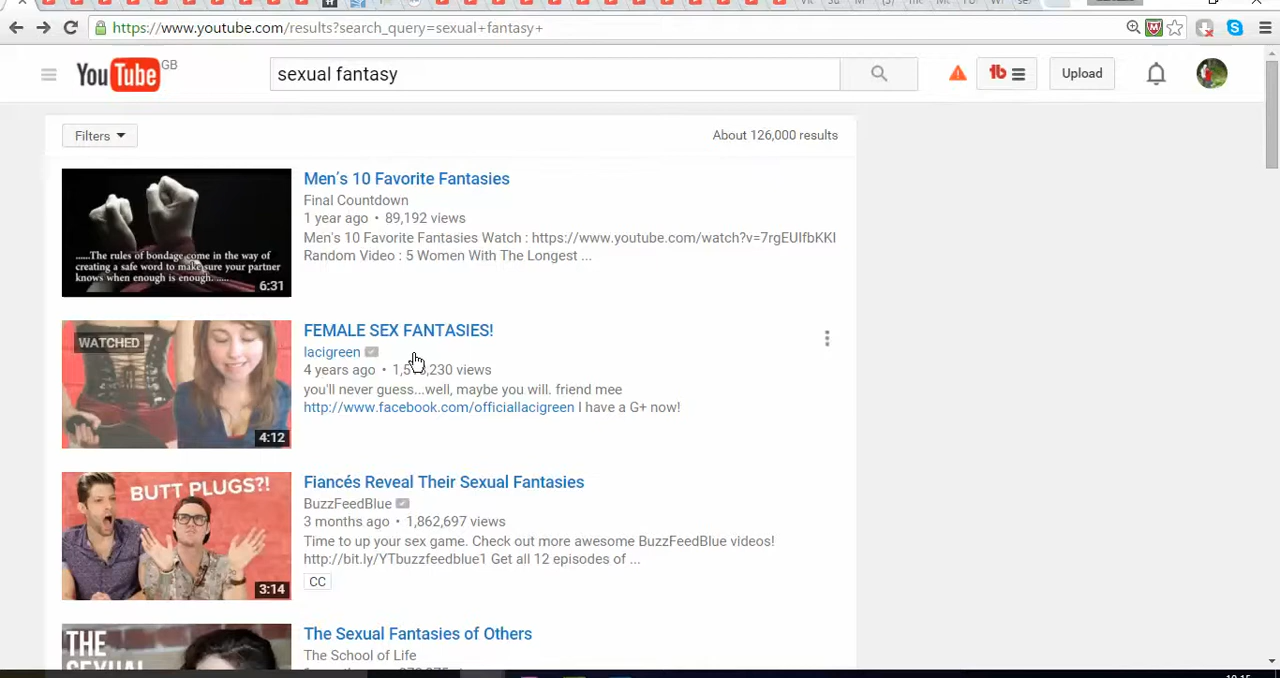 https://www.youtube.com/results?search_query=sexual+fantasy+
YouTube GB
sexual fantasy
Upload
Filters
About 126,000 results
......The rules of bondage come in the way of
creating a safe word to make sure your partner
knows when enough is enough......
6:31
Men´s 10 Favorite Fantasies
Final Countdown
1 year ago • 89,192 views
Men's 10 Favorite Fantasies Watch : https://www.youtube.com/watch?v=7rgEUIfbKKI
Random Video : 5 Women With The Longest ...
WATCHED
4:12
FEMALE SEX FANTASIES!
lacigreen
4 years ago • views
you'll never guess...well, maybe you will. friend mee
http://www.facebook.com/officiallacigreen I have a G+ now!
BUTT PLUGS?!
3:14
Fiancés Reveal Their Sexual Fantasies
BuzzFeedBlue
3 months ago • 1,862,697 views
Time to up your sex game. Check out more awesome BuzzFeedBlue videos!
http://bit.ly/YTbuzzfeedblue1 Get all 12 episodes of ...
CC
THE
SEXUAL
The Sexual Fantasies of Others
The School of Life